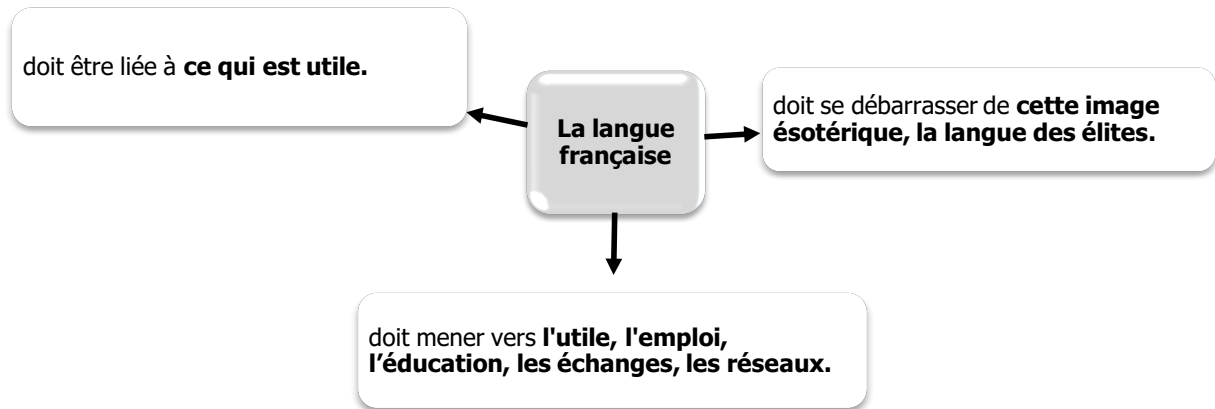 doit être liée à ce qui est utile.
La langue
française
doit se débarrasser de cette image
ésotérique, la langue des élites.
doit mener vers l'utile, l'emploi,
l’éducation, les échanges, les réseaux.